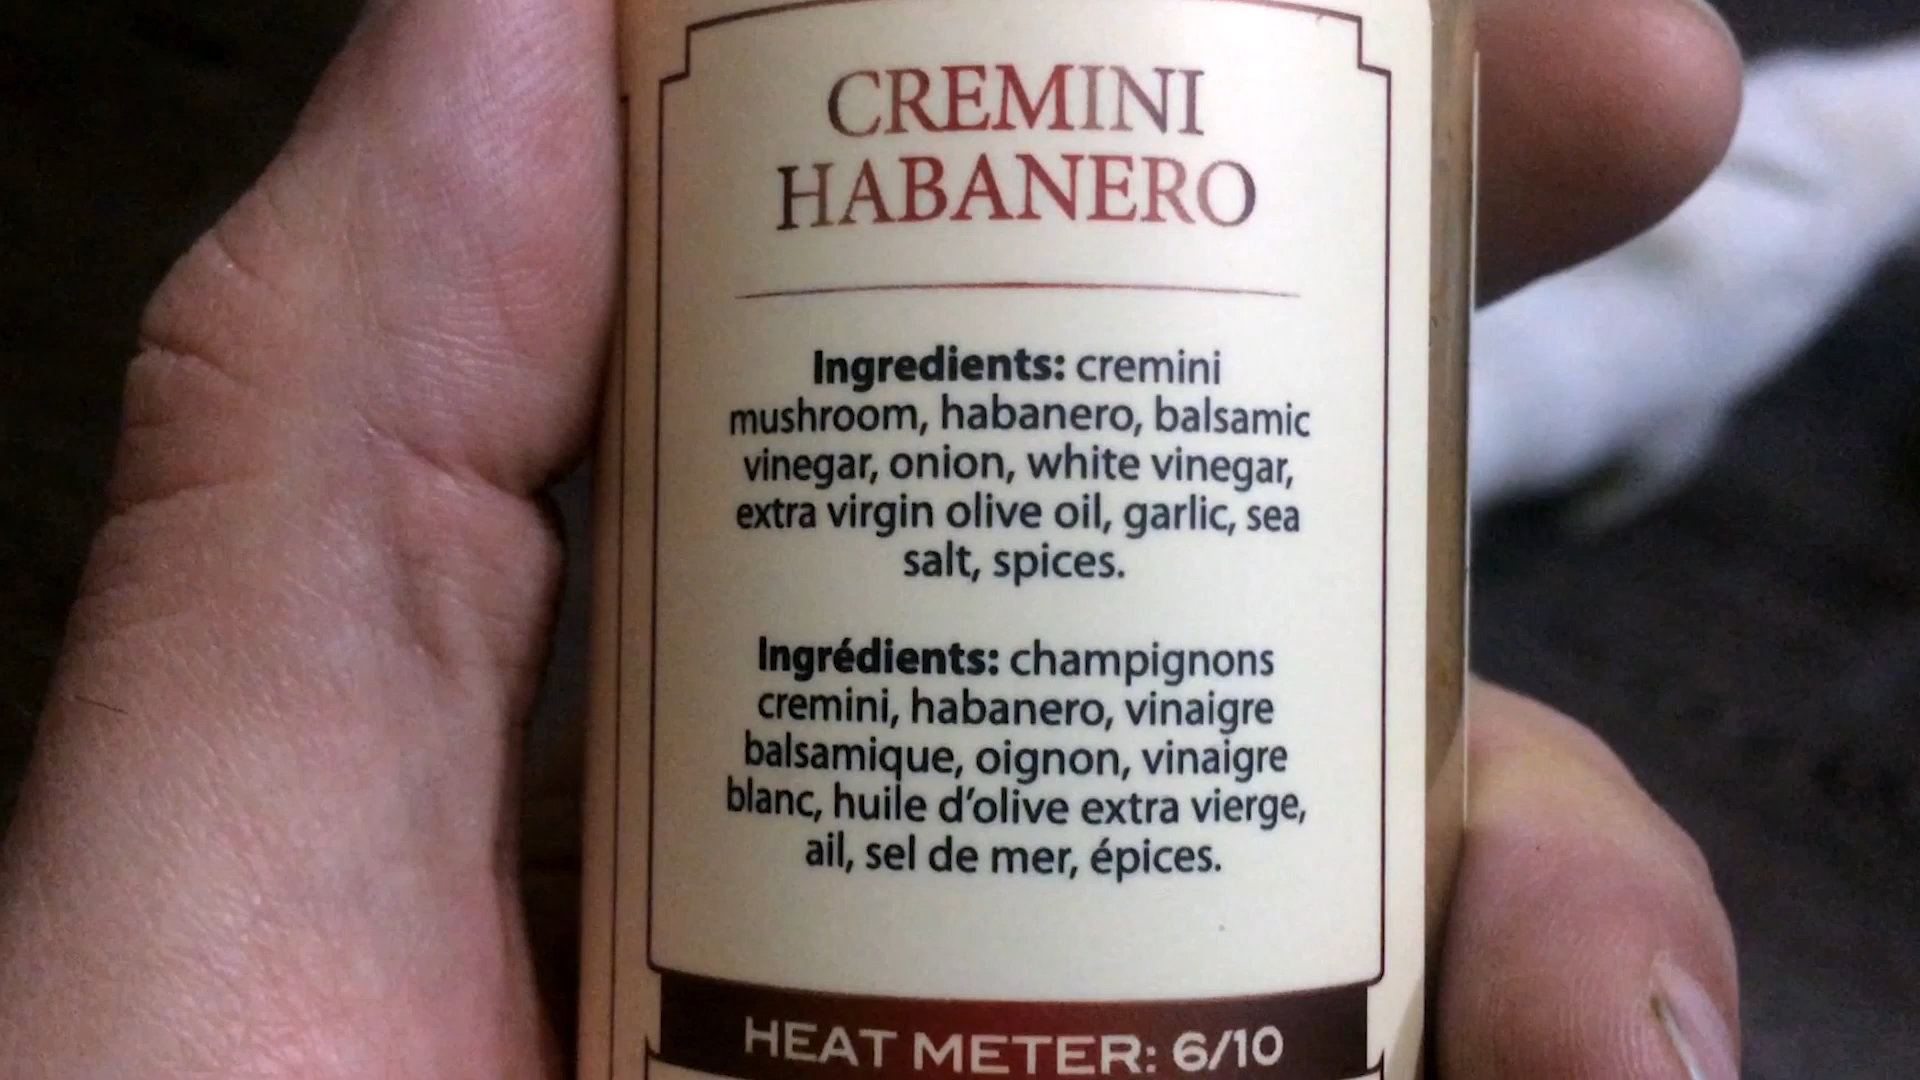 CREMINI
HABANERO
Ingredients: cremini
mushroom, habanero, balsamic
vinegar, onion, white vinegar,
extra virgin olive oil, garlic, sea
salt, spices.
Ingrédients: champignons
cremini, habanero, vinaigre
balsamique, oignon, vinaigre
blanc, huile d'olive extra vierge,
ail, sel de mer, épices.
HEAT METER: 6/10